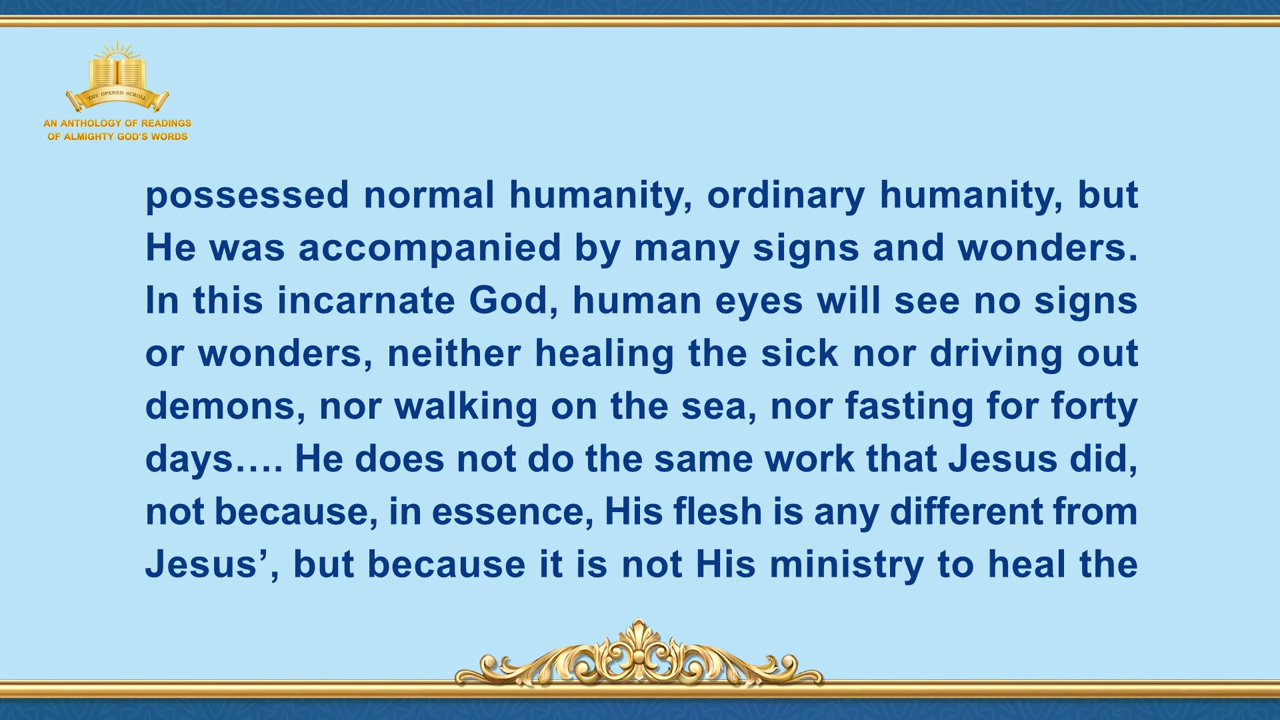 THE OPENED SCROLL
AN ANTHOLOGY OF READINGS
OF ALMIGHTY GOD'S WORDS
possessed normal humanity, ordinary humanity, but
He was accompanied by many signs and wonders.
In this incarnate God, human eyes will see no signs
or wonders, neither healing the sick nor driving out
demons, nor walking on the sea, nor fasting for forty
days…. He does not do the same work that Jesus did,
not because, in essence, His flesh is any different from
Jesus’, but because it is not His ministry to heal the